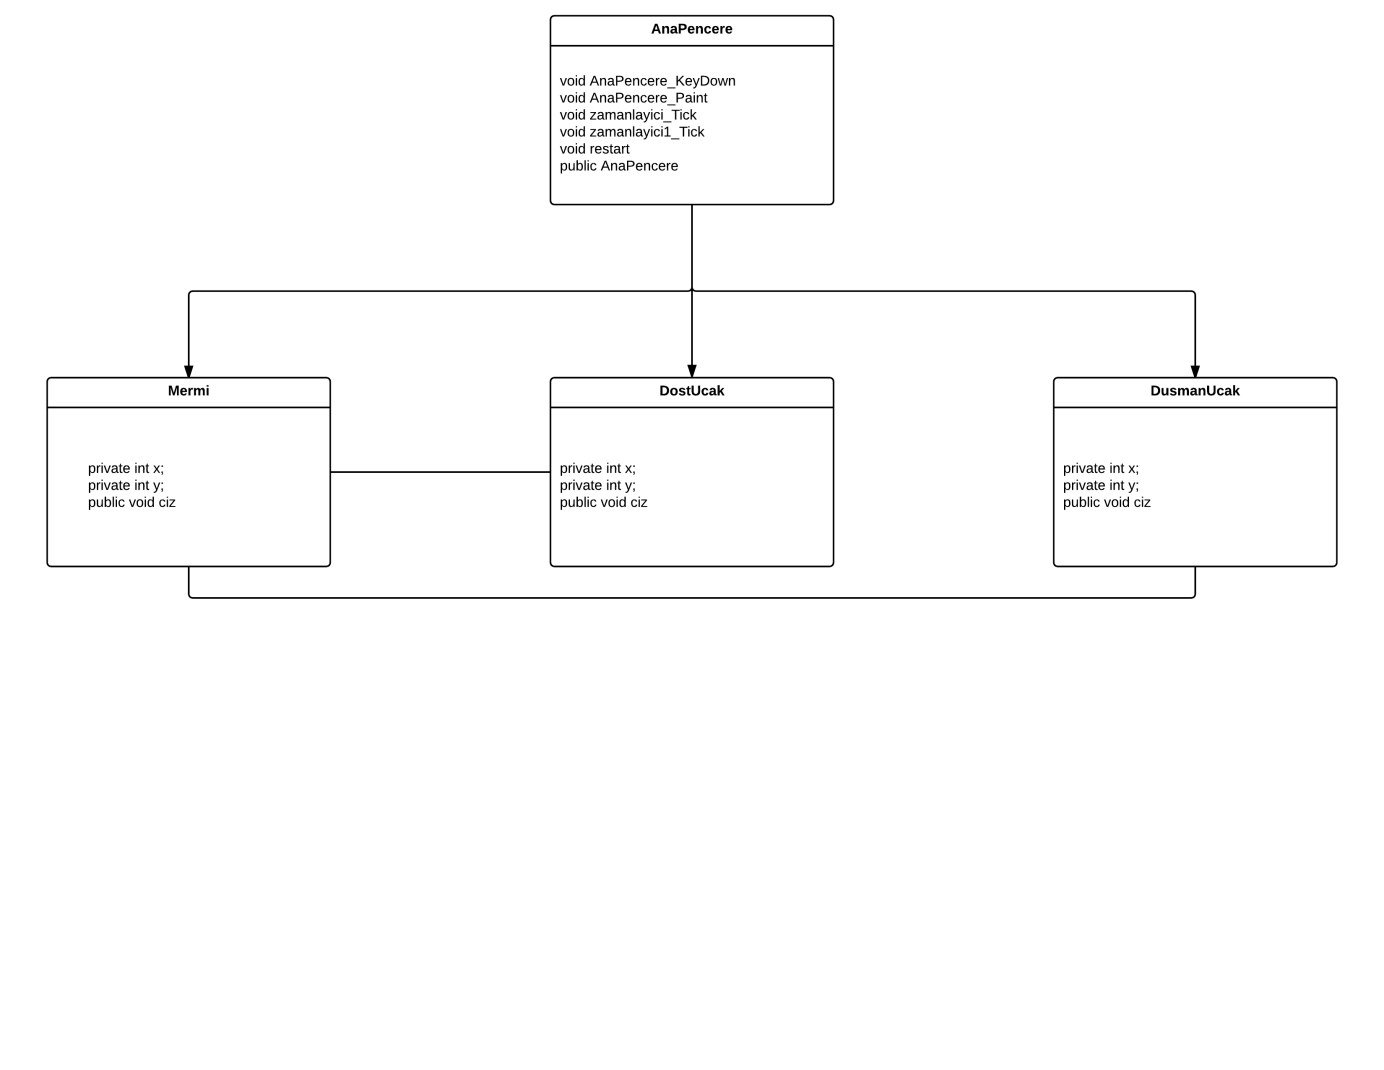 AnaPencere
void AnaPencere_KeyDown
void AnaPencere_Paint
void zamanlayici_Tick
void zamanlayici1_Tick
void restart
public AnaPencere
Mermi
private int x;
private int y;
public void ciz
DostUcak
private int x;
private int y;
public void ciz
DusmanUcak
private int x;
private int y;
public void ciz